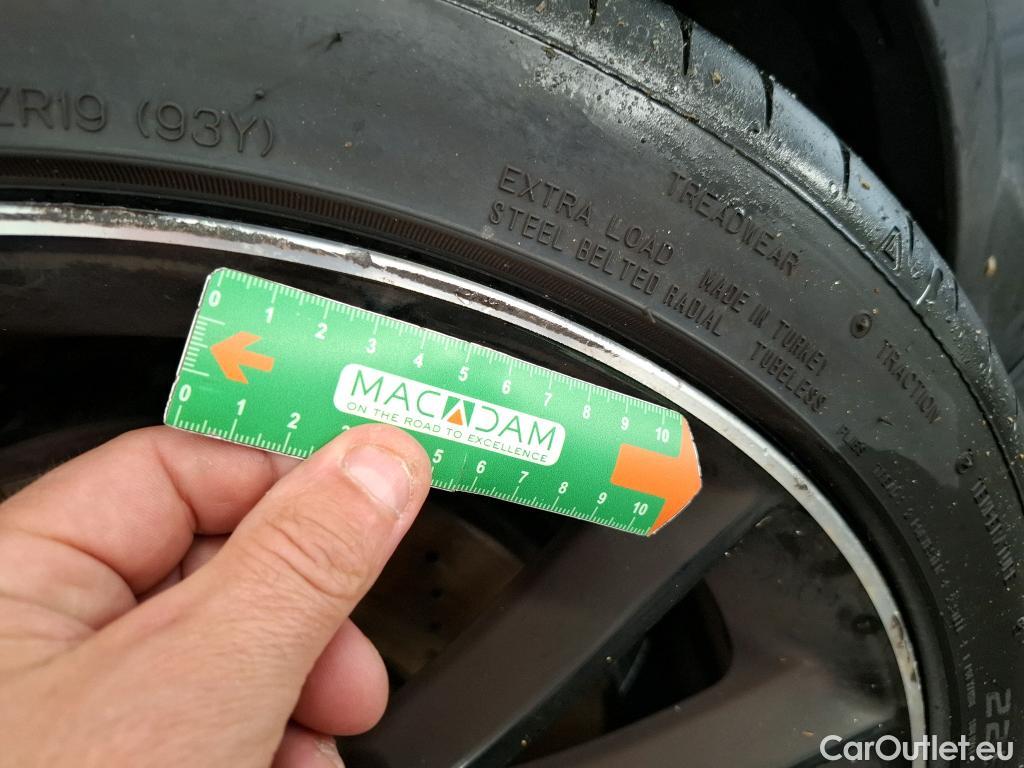 ZR19 (93Y)
EXTRA LOAD
STEEL BELTED RADIAL
TREADWEAR
MADE IN TURKEY
TUBELESS
TRACTION
TEMPERATURE
0 1 2 3 4 5 6 7 8 9 10
MACADAM
ON THE ROAD TO EXCELLENCE
0 1 2 3 5 6 7 8 9 10
CarOutlet.eu